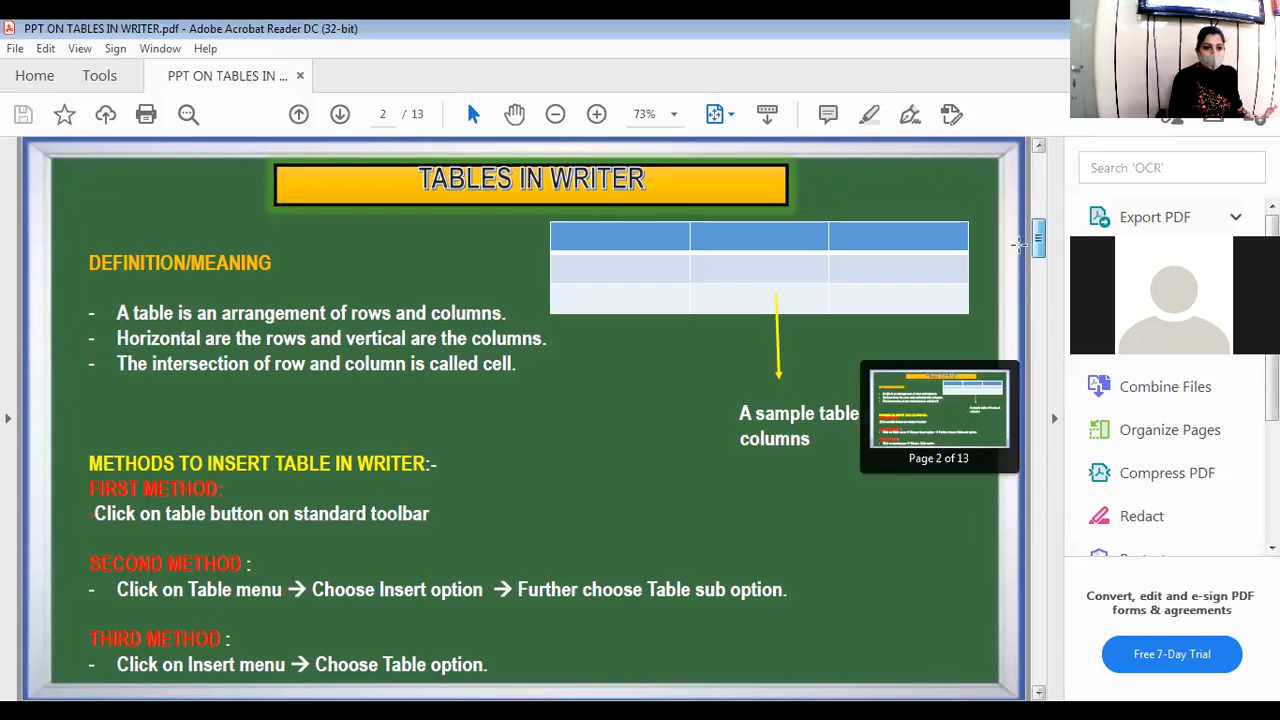 PPT ON TABLES IN WRITER.pdf - Adobe Acrobat Reader DC (32-bit)
File Edit View Sign Window Help
Home Tools PPT ON TABLES IN ... ×
2 / 13 73%
Search 'OCR'
Export PDF
Combine Files
Organize Pages
Compress PDF
Redact
Convert, edit and e-sign PDF
forms & agreements
Free 7-Day Trial
TABLES IN WRITER
DEFINITION/MEANING
- A table is an arrangement of rows and columns.
- Horizontal are the rows and vertical are the columns.
- The intersection of row and column is called cell.
A sample table
columns
Page 2 of 13
METHODS TO INSERT TABLE IN WRITER:-
FIRST METHOD:
-Click on table button on standard toolbar
SECOND METHOD :
- Click on Table menu → Choose Insert option → Further choose Table sub option.
THIRD METHOD :
- Click on Insert menu → Choose Table option.